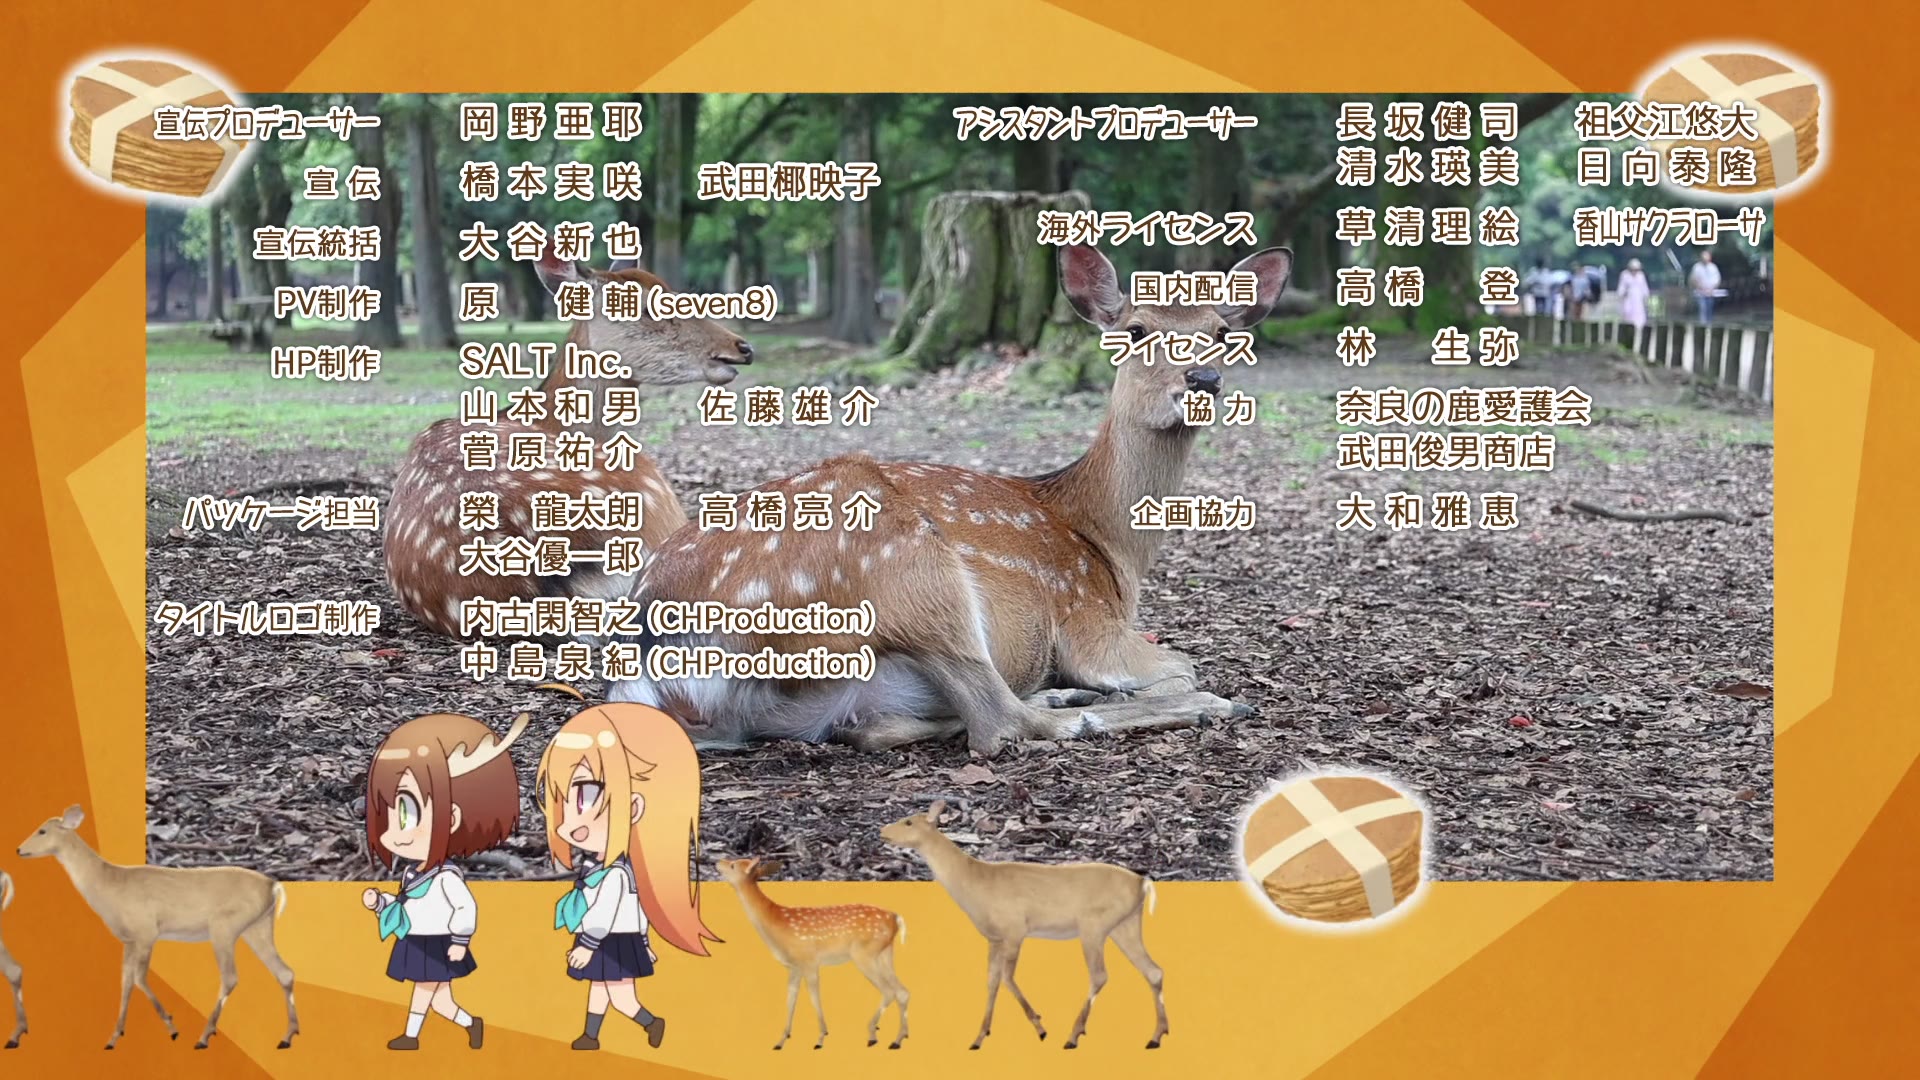 宣伝プロデューサー 岡野亜耶
宣伝 橋本実咲 武田椰映子
宣伝統括 大谷新也
PV制作 原 健輔(seven8)
HP制作 SALT Inc.
山本和男 佐藤雄介
菅原祐介
パッケージ担当 榮 龍太朗 高橋亮介
大谷優一郎
タイトルロゴ制作 内古閑智之(CHProduction)
中島泉紀(CHProduction)
アシスタントプロデューサー 長坂健司 祖父江悠大
清水瑛美 日向泰隆
海外ライセンス 草清理絵 香山サクラローサ
国内配信 高橋 登
ライセンス 林 生弥
協力 奈良の鹿愛護会
武田俊男商店
企画協力 大和雅恵